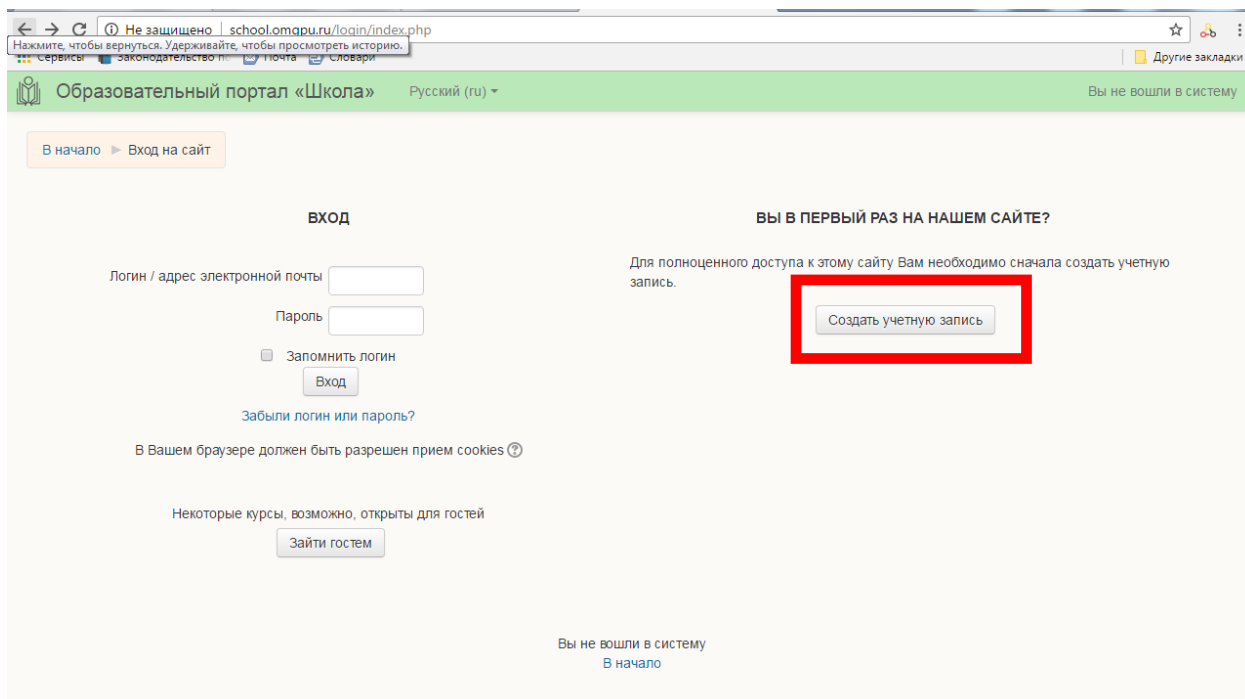 Не защищено | school.omgpu.ru/login/index.php
Нажмите, чтобы вернуться. Удерживайте, чтобы просмотреть историю.
Сервисы Законодательство Почта Словари Другие закладки
Образовательный портал «Школа» Русский (ru) Вы не вошли в систему
В начало ► Вход на сайт
ВХОД
Логин / адрес электронной почты
Пароль
Запомнить логин
Вход
Забыли логин или пароль?
В Вашем браузере должен быть разрешен прием cookies
Некоторые курсы, возможно, открыты для гостей
Зайти гостем
ВЫ В ПЕРВЫЙ РАЗ НА НАШЕМ САЙТЕ?
Для полноценного доступа к этому сайту Вам необходимо сначала создать учетную
запись.
Создать учетную запись
Вы не вошли в систему
В начало